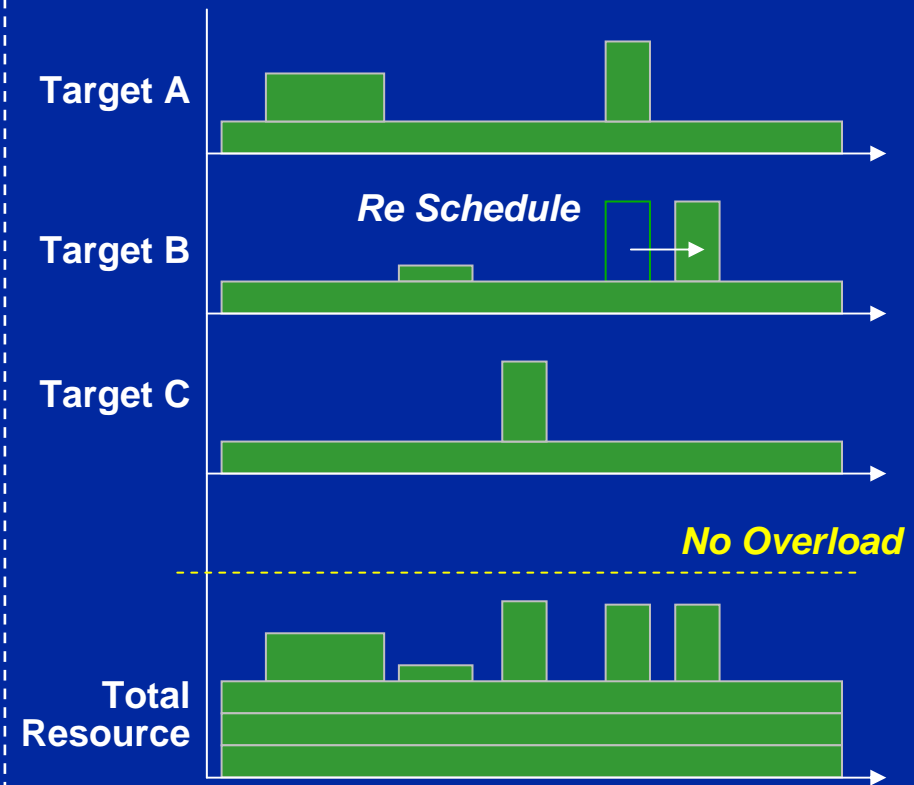 Target A
Re Schedule
Target B
Target C
No Overload
Total
Resource